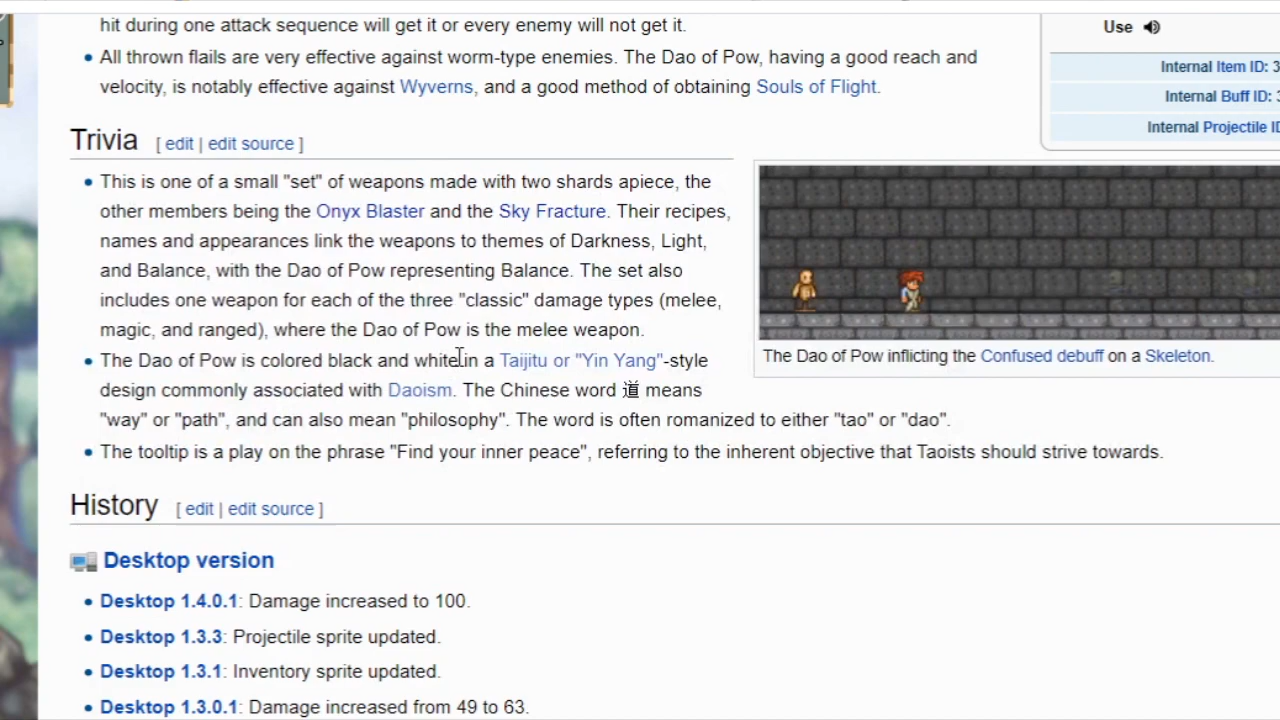 hit during one attack sequence will get it or every enemy will not get it.
All thrown flails are very effective against worm-type enemies. The Dao of Pow, having a good reach and
velocity, is notably effective against Wyverns, and a good method of obtaining Souls of Flight.
Use
Internal Item ID: 3
Internal Buff ID: 3
Internal Projectile ID
Trivia [ edit | edit source ]
This is one of a small "set" of weapons made with two shards apiece, the
other members being the Onyx Blaster and the Sky Fracture. Their recipes,
names and appearances link the weapons to themes of Darkness, Light,
and Balance, with the Dao of Pow representing Balance. The set also
includes one weapon for each of the three "classic" damage types (melee,
magic, and ranged), where the Dao of Pow is the melee weapon.
The Dao of Pow inflicting the Confused debuff on a Skeleton.
The Dao of Pow is colored black and white in a Taijitu or "Yin Yang"-style
design commonly associated with Daoism. The Chinese word 道 means
"way" or "path", and can also mean "philosophy". The word is often romanized to either "tao" or "dao".
The tooltip is a play on the phrase "Find your inner peace", referring to the inherent objective that Taoists should strive towards.
History [ edit | edit source ]
Desktop version
Desktop 1.4.0.1: Damage increased to 100.
Desktop 1.3.3: Projectile sprite updated.
Desktop 1.3.1: Inventory sprite updated.
Desktop 1.3.0.1: Damage increased from 49 to 63.